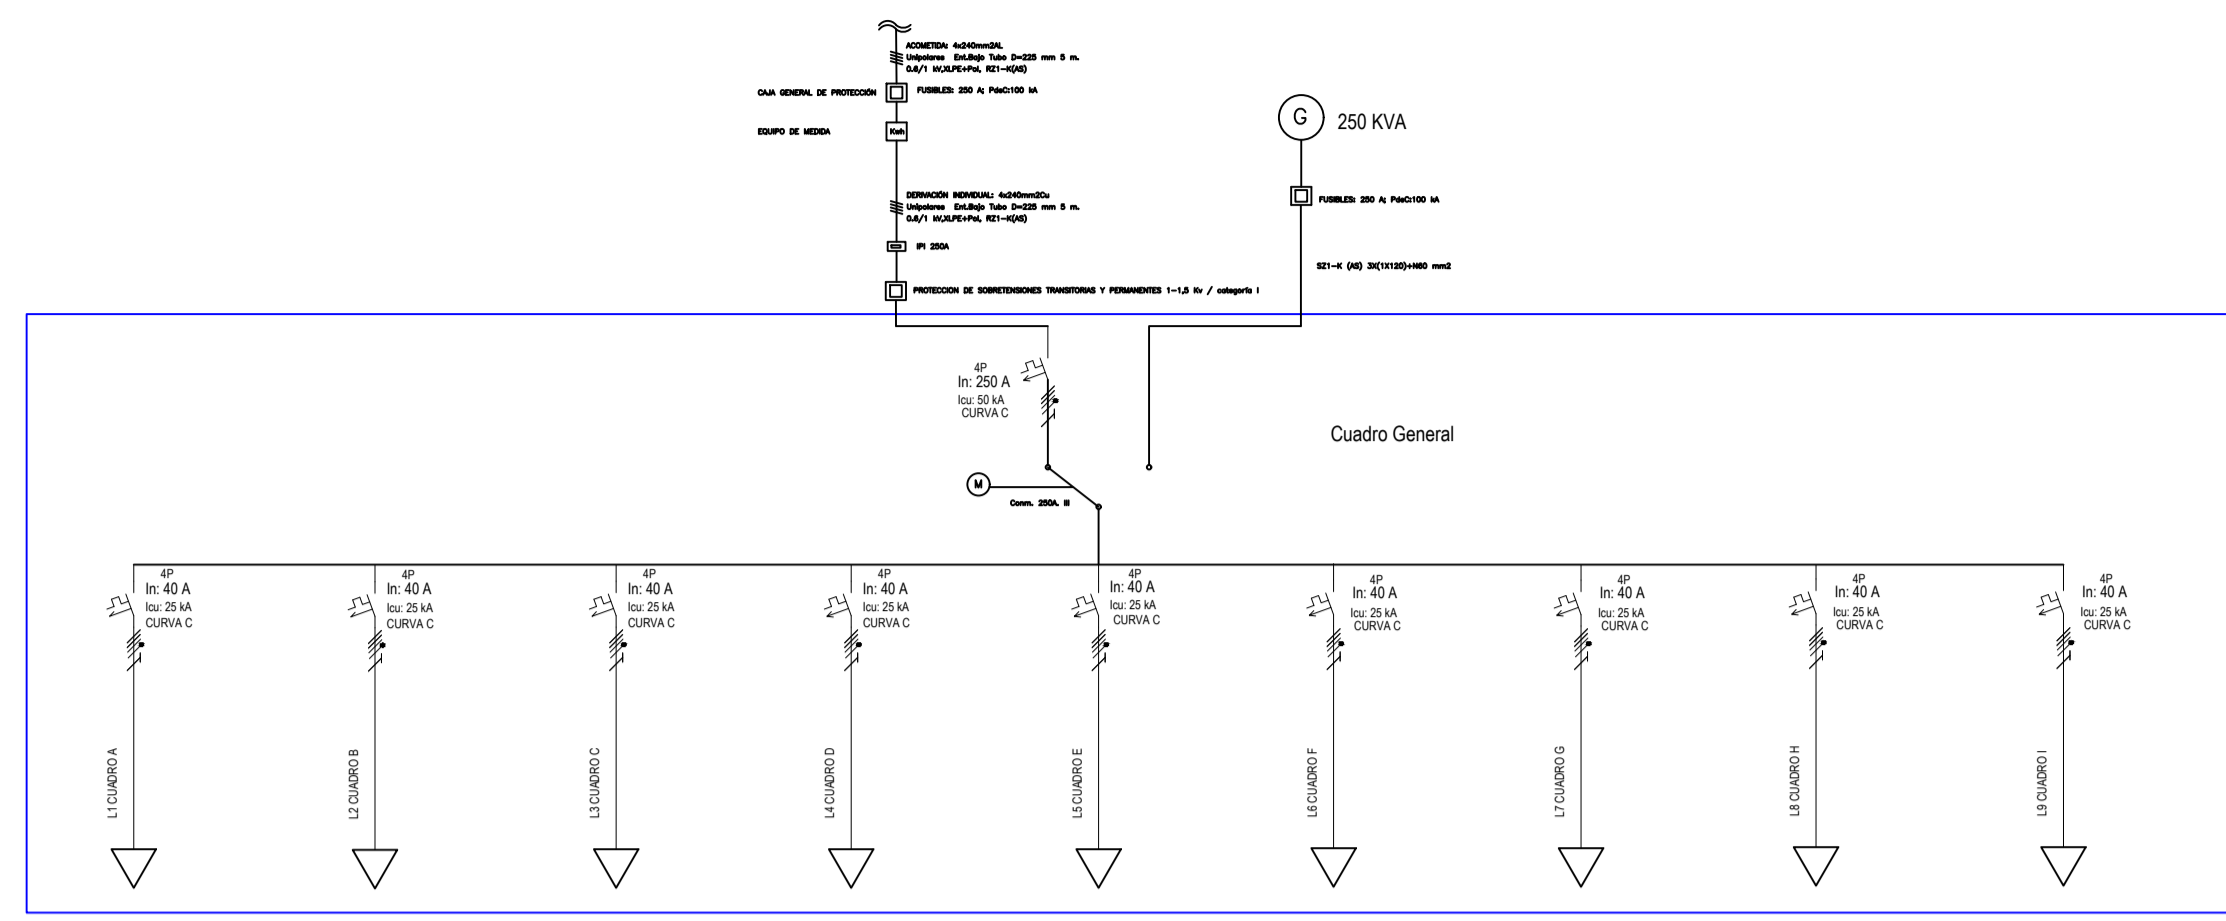 ACOMETIDA: 4x240mm2AL
Unipolares Ent.Bajo Tubo D=225 mm 5 m.
0.6/1 kV,XLPE+Pol, RZ1-K(AS)
CAJA GENERAL DE PROTECCIÓN
FUSIBLES: 250 A; PdeC:100 kA
EQUIPO DE MEDIDA
Kwh
G
250 KVA
DERIVACIÓN INDIVIDUAL: 4x240mm2Cu
Unipolares Ent.Bajo Tubo D=225 mm 5 m.
0.6/1 kV,XLPE+Pol, RZ1-K(AS)
FUSIBLES: 250 A; PdeC:100 kA
IPI 250A
SZ1-K (AS) 3X(1X120)+N60 mm2
PROTECCION DE SOBRETENSIONES TRANSITORIAS Y PERMANENTES 1-1,5 Kv / categoría I
4P
In: 250 A
Icu: 50 kA
CURVA C
Cuadro General
M
Conm. 250A. III
4P
In: 40 A
Icu: 25 kA
CURVA C
L1 CUADRO A
4P
In: 40 A
Icu: 25 kA
CURVA C
L2 CUADRO B
4P
In: 40 A
Icu: 25 kA
CURVA C
L3 CUADRO C
4P
In: 40 A
Icu: 25 kA
CURVA C
L4 CUADRO D
4P
In: 40 A
Icu: 25 kA
CURVA C
L5 CUADRO E
4P
In: 40 A
Icu: 25 kA
CURVA C
L6 CUADRO F
4P
In: 40 A
Icu: 25 kA
CURVA C
L7 CUADRO G
4P
In: 40 A
Icu: 25 kA
CURVA C
L8 CUADRO H
4P
In: 40 A
Icu: 25 kA
CURVA C
L9 CUADRO I